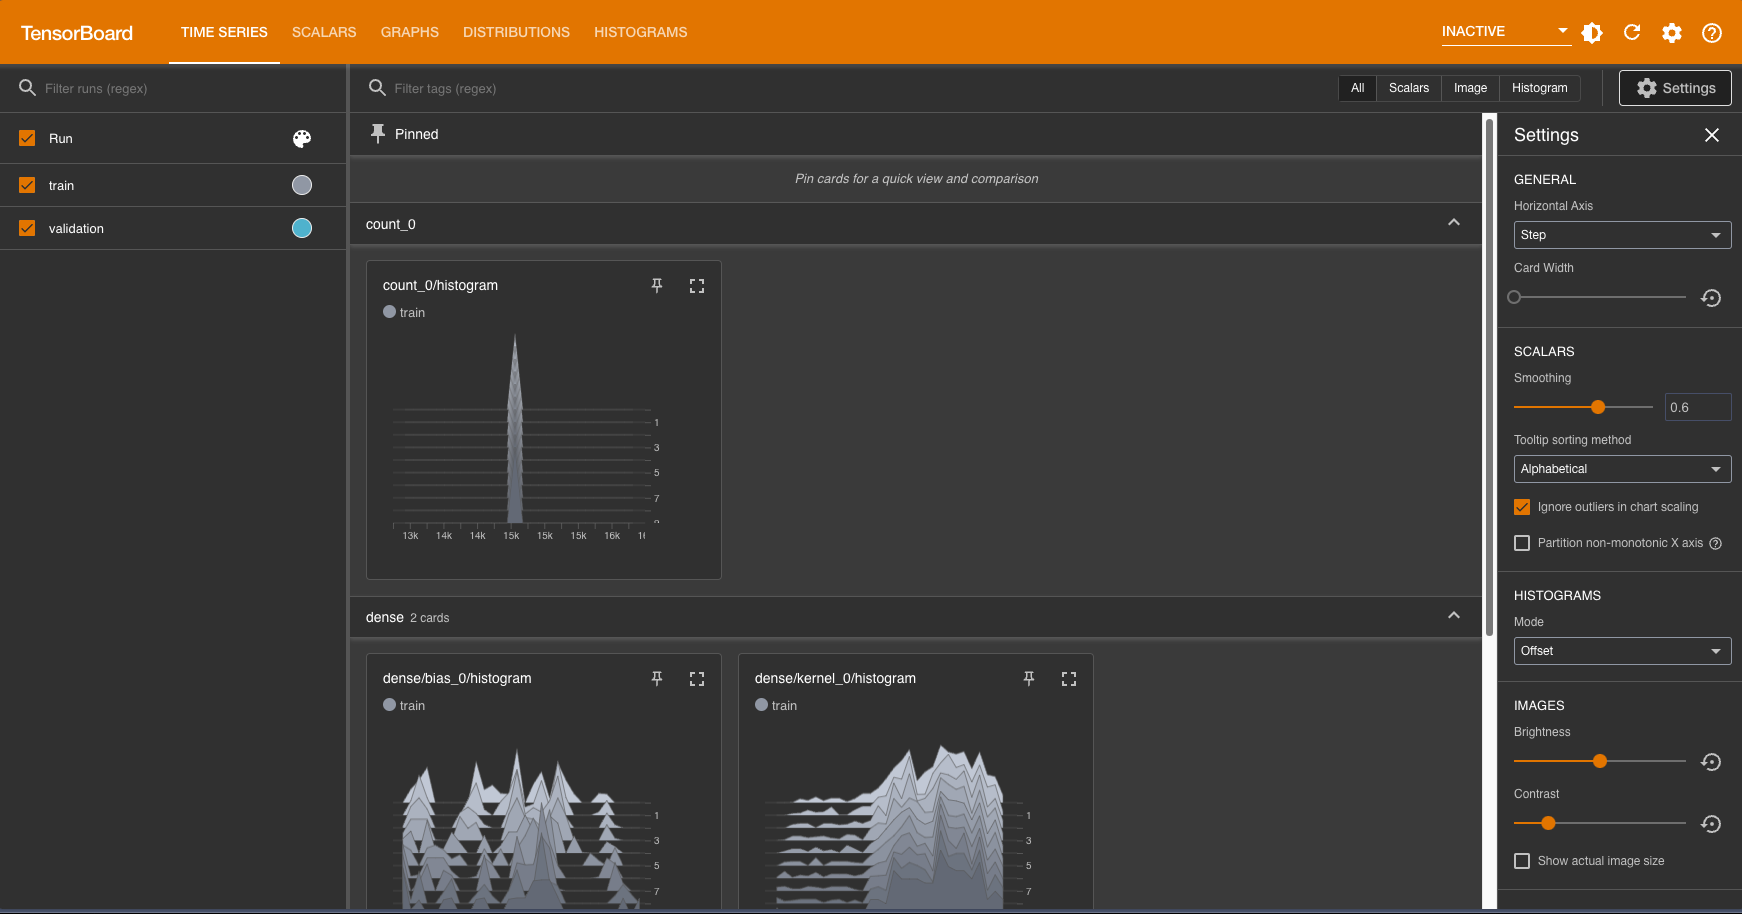 TensorBoard TIME SERIES SCALARS GRAPHS DISTRIBUTIONS HISTOGRAMS INACTIVE
Filter runs (regex)
Run
train
validation
Filter tags (regex)
All Scalars Image Histogram Settings
Pinned
Pin cards for a quick view and comparison
count_0
count_0/histogram
train
1
3
5
7
13k 14k 14k 15k 15k 15k 16k
dense 2 cards
dense/bias_0/histogram
train
1
3
5
7
dense/kernel_0/histogram
train
1
3
5
7
Settings
GENERAL
Horizontal Axis
Step
Card Width
SCALARS
Smoothing
0.6
Tooltip sorting method
Alphabetical
Ignore outliers in chart scaling
Partition non-monotonic X axis
HISTOGRAMS
Mode
Offset
IMAGES
Brightness
Contrast
Show actual image size